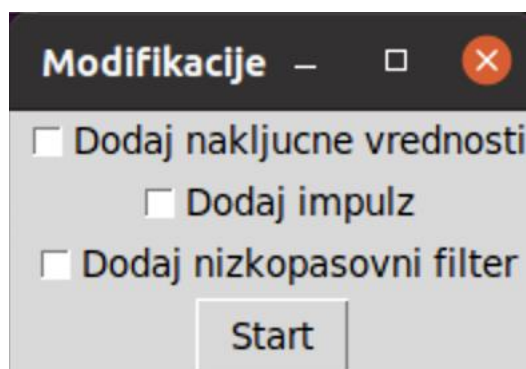 Modifikacije
Dodaj nakljucne vrednosti
Dodaj impulz
Dodaj nizkopasovni filter
Start